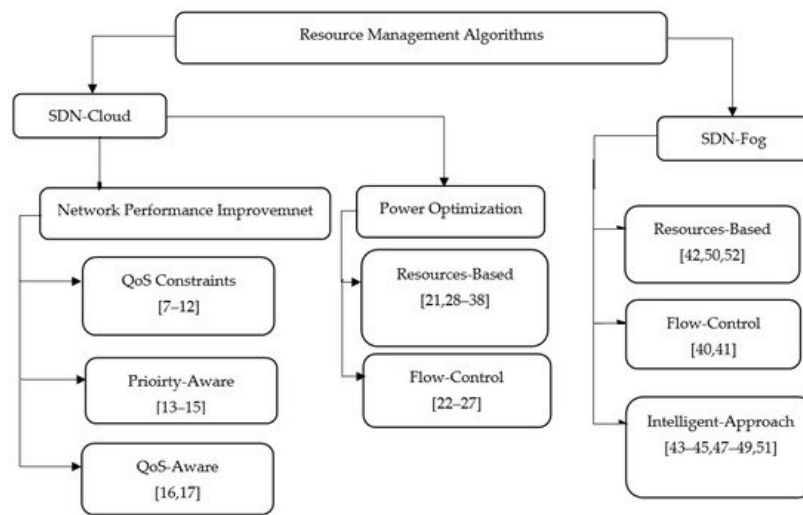 Resource Management Algorithms
SDN-Cloud
SDN-Fog
Network Performance Improvemnet
Power Optimization
QoS Constraints
[7–12]
Prioirty-Aware
[13–15]
QoS-Aware
[16,17]
Resources-Based
[21,28–38]
Flow-Control
[22–27]
Resources-Based
[42,50,52]
Flow-Control
[40,41]
Intelligent-Approach
[43–45,47–49,51]